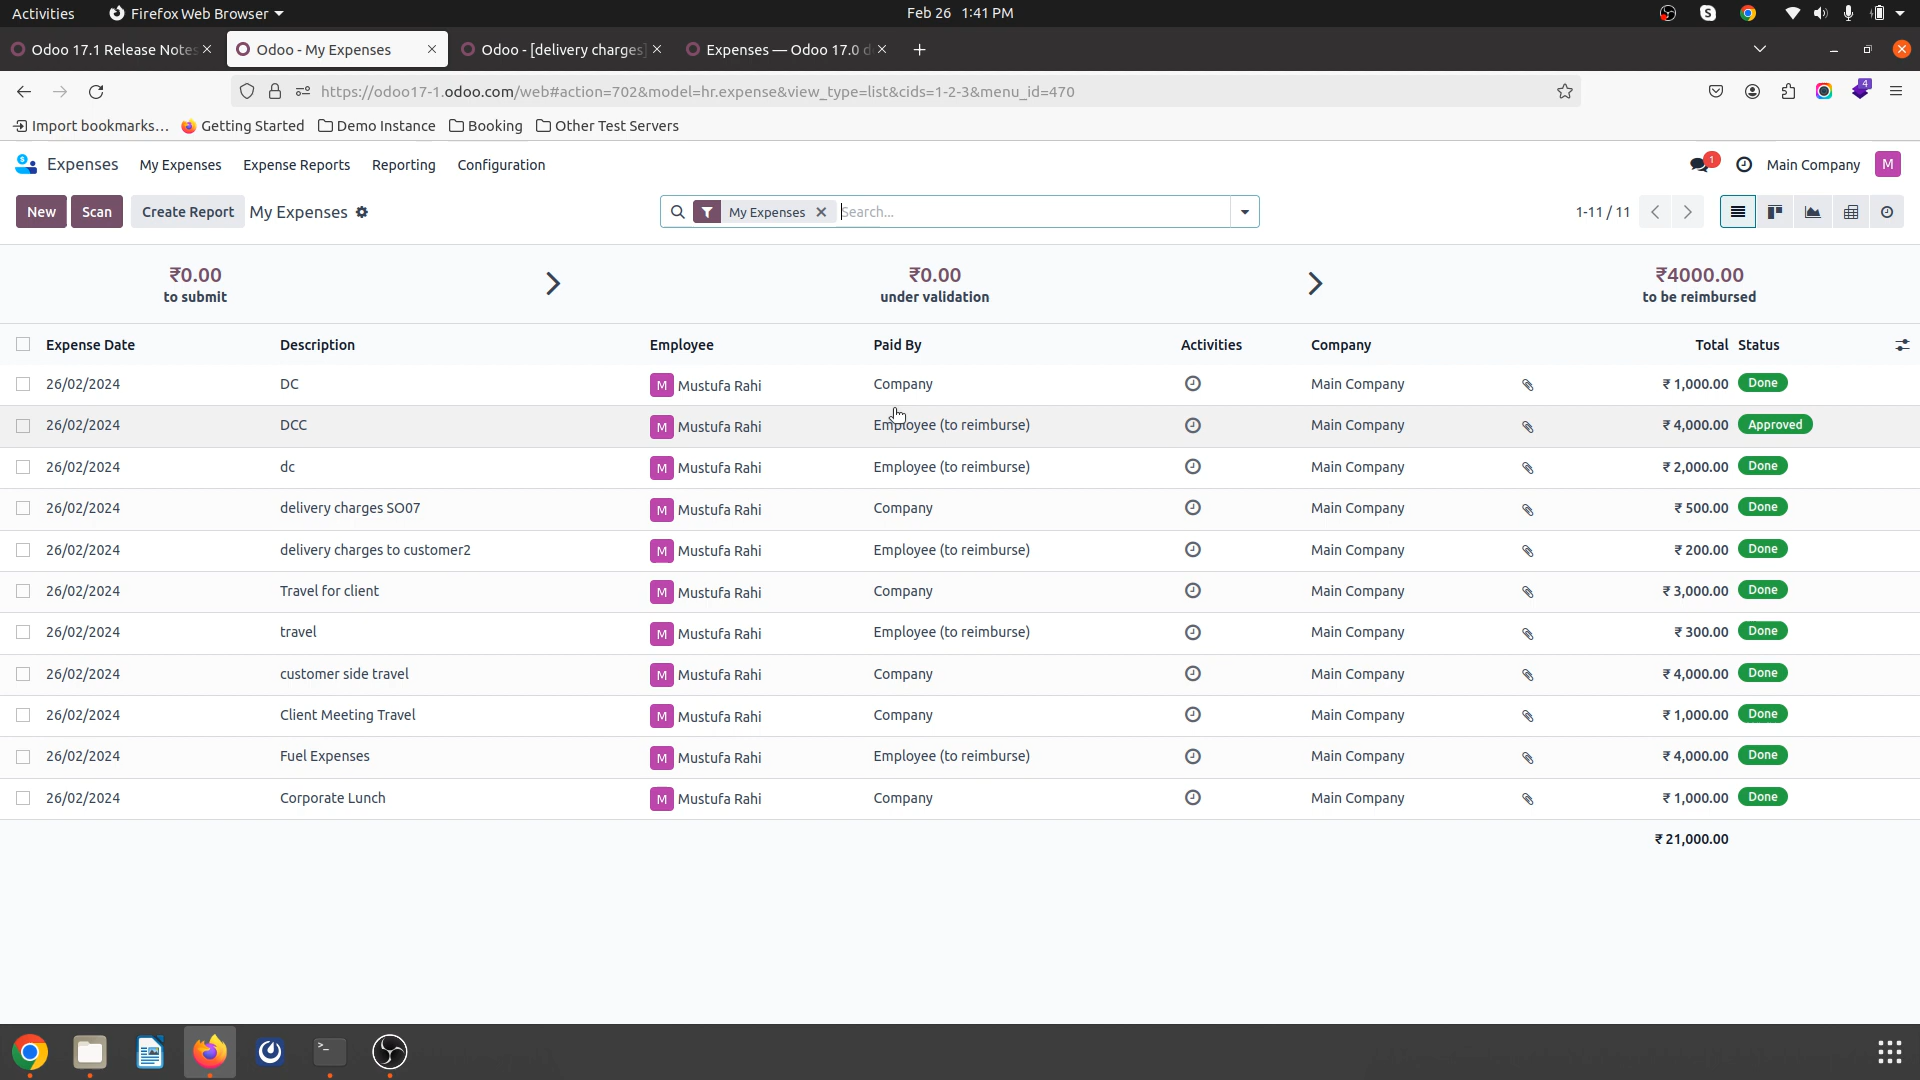 Activities Firefox Web Browser Feb 26 1:41 PM
Odoo 17.1 Release Notes Odoo - My Expenses Odoo - [delivery charges] Expenses — Odoo 17.0 d
https://odoo17-1.odoo.com/web#action=702&model=hr.expense&view_type=list&cids=1-2-3&menu_id=470 4
Import bookmarks... Getting Started Demo Instance Booking Other Test Servers
Expenses My Expenses Expense Reports Reporting Configuration 1 Main Company M
New Scan Create Report My Expenses My Expenses Search... 1-11 / 11
₹0.00 ₹0.00 ₹4000.00
to submit under validation to be reimbursed
Expense Date Description Employee Paid By Activities Company Total Status
26/02/2024 DC M Mustufa Rahi Company Main Company ₹ 1,000.00 Done
26/02/2024 DCC M Mustufa Rahi Employee (to reimburse) Main Company ₹ 4,000.00 Approved
26/02/2024 dc M Mustufa Rahi Employee (to reimburse) Main Company ₹ 2,000.00 Done
26/02/2024 delivery charges SO07 M Mustufa Rahi Company Main Company ₹ 500.00 Done
26/02/2024 delivery charges to customer2 M Mustufa Rahi Employee (to reimburse) Main Company ₹ 200.00 Done
26/02/2024 Travel for client M Mustufa Rahi Company Main Company ₹ 3,000.00 Done
26/02/2024 travel M Mustufa Rahi Employee (to reimburse) Main Company ₹ 300.00 Done
26/02/2024 customer side travel M Mustufa Rahi Company Main Company ₹ 4,000.00 Done
26/02/2024 Client Meeting Travel M Mustufa Rahi Company Main Company ₹ 1,000.00 Done
26/02/2024 Fuel Expenses M Mustufa Rahi Employee (to reimburse) Main Company ₹ 4,000.00 Done
26/02/2024 Corporate Lunch M Mustufa Rahi Company Main Company ₹ 1,000.00 Done
₹ 21,000.00